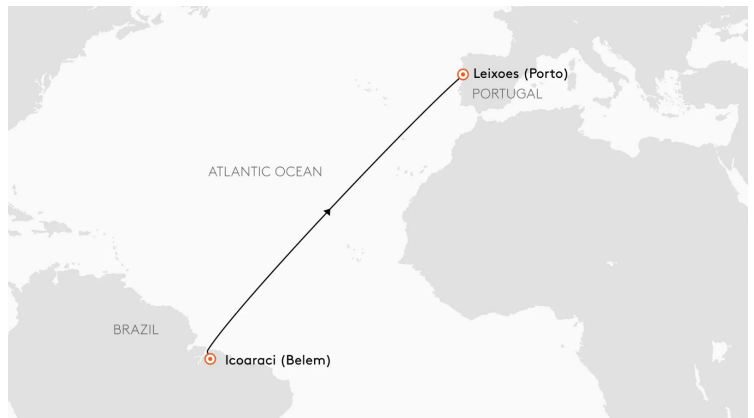 Leixoes (Porto)
PORTUGAL
ATLANTIC OCEAN
BRAZIL
Icoaraci (Belem)